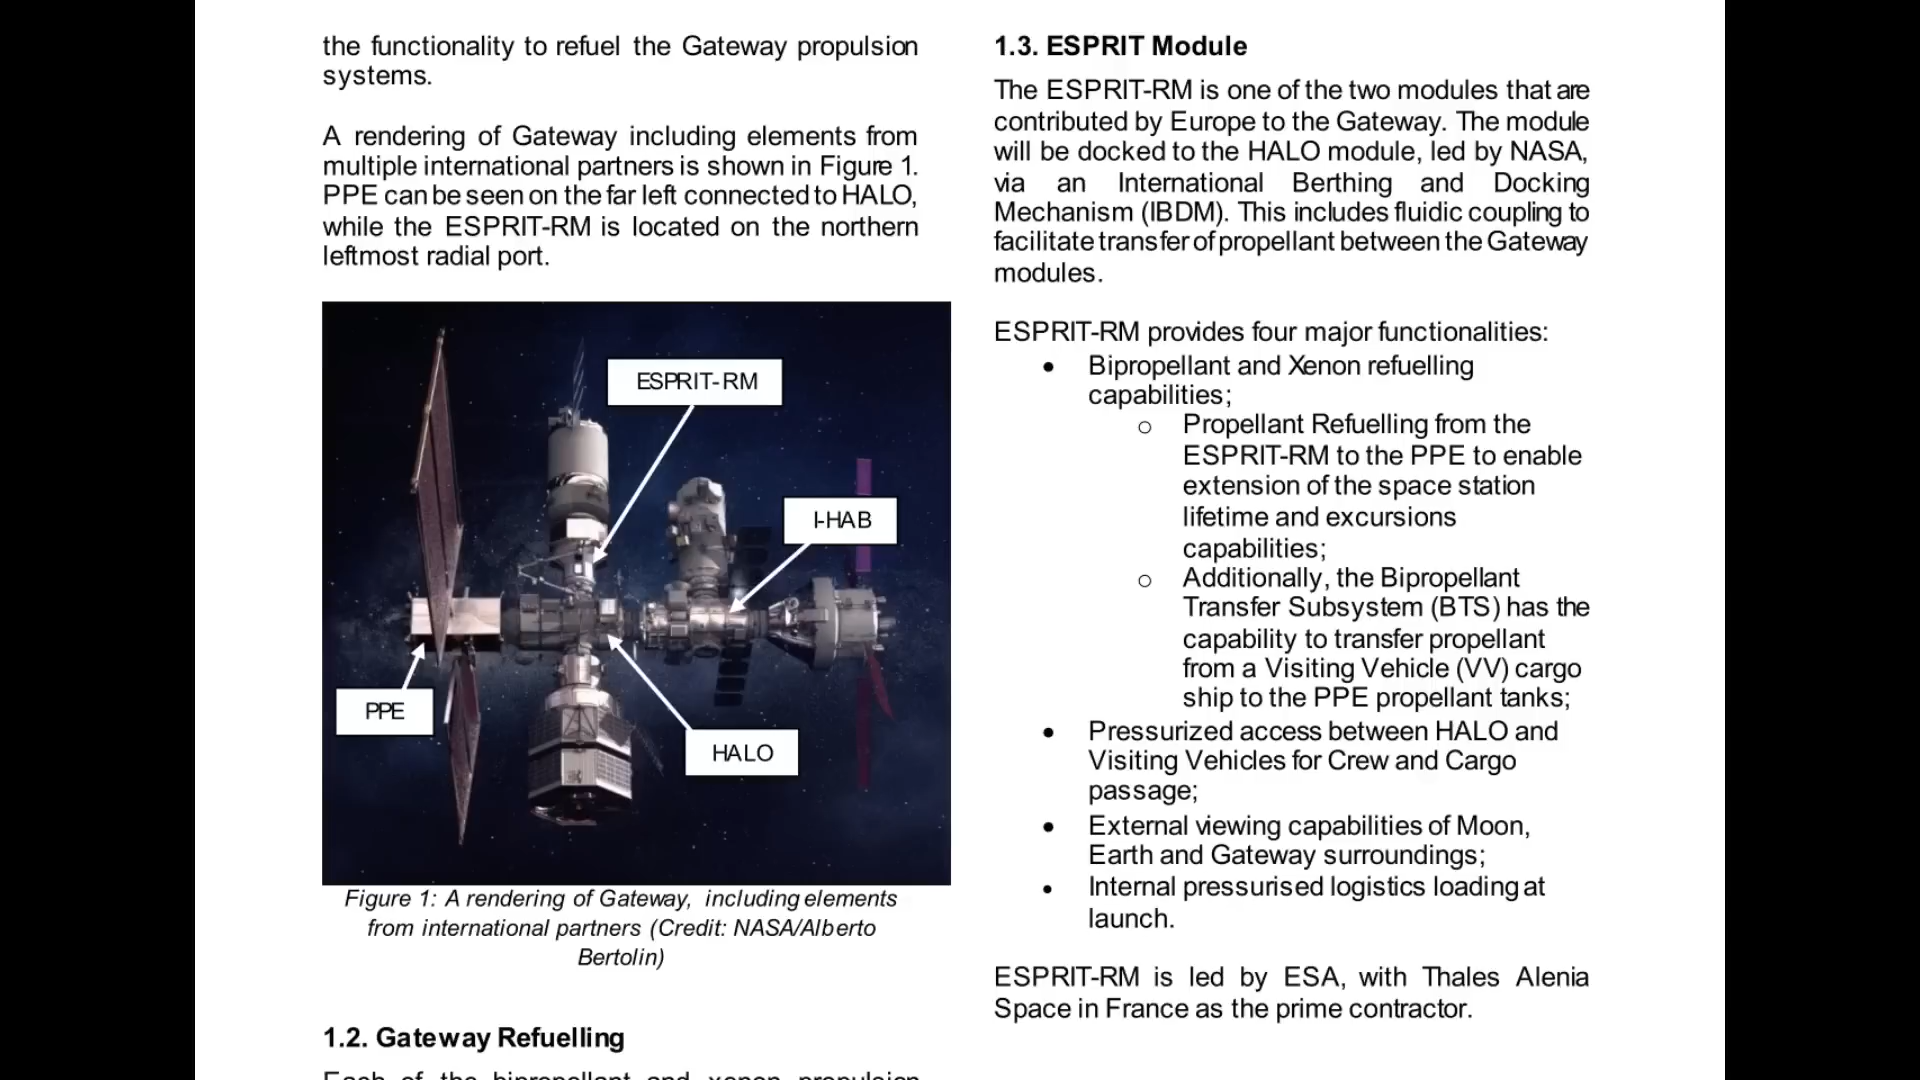 the functionality to refuel the Gateway propulsion
systems.
A rendering of Gateway including elements from
multiple international partners is shown in Figure 1.
PPE can be seen on the far left connected to HALO,
while the ESPRIT-RM is located on the northern
leftmost radial port.
ESPRIT-RM
I-HAB
PPE
HALO
Figure 1: A rendering of Gateway, including elements
from international partners (Credit: NASA/Alberto
Bertolin)
1.2. Gateway Refuelling
Each of the bipropellant and xenon propulsion
1.3. ESPRIT Module
The ESPRIT-RM is one of the two modules that are
contributed by Europe to the Gateway. The module
will be docked to the HALO module, led by NASA,
via an International Berthing and Docking
Mechanism (IBDM). This includes fluidic coupling to
facilitate transfer of propellant between the Gateway
modules.
ESPRIT-RM provides four major functionalities:
• Bipropellant and Xenon refuelling
capabilities;
o Propellant Refuelling from the
ESPRIT-RM to the PPE to enable
extension of the space station
lifetime and excursions
capabilities;
o Additionally, the Bipropellant
Transfer Subsystem (BTS) has the
capability to transfer propellant
from a Visiting Vehicle (VV) cargo
ship to the PPE propellant tanks;
• Pressurized access between HALO and
Visiting Vehicles for Crew and Cargo
passage;
• External viewing capabilities of Moon,
Earth and Gateway surroundings;
• Internal pressurised logistics loading at
launch.
ESPRIT-RM is led by ESA, with Thales Alenia
Space in France as the prime contractor.